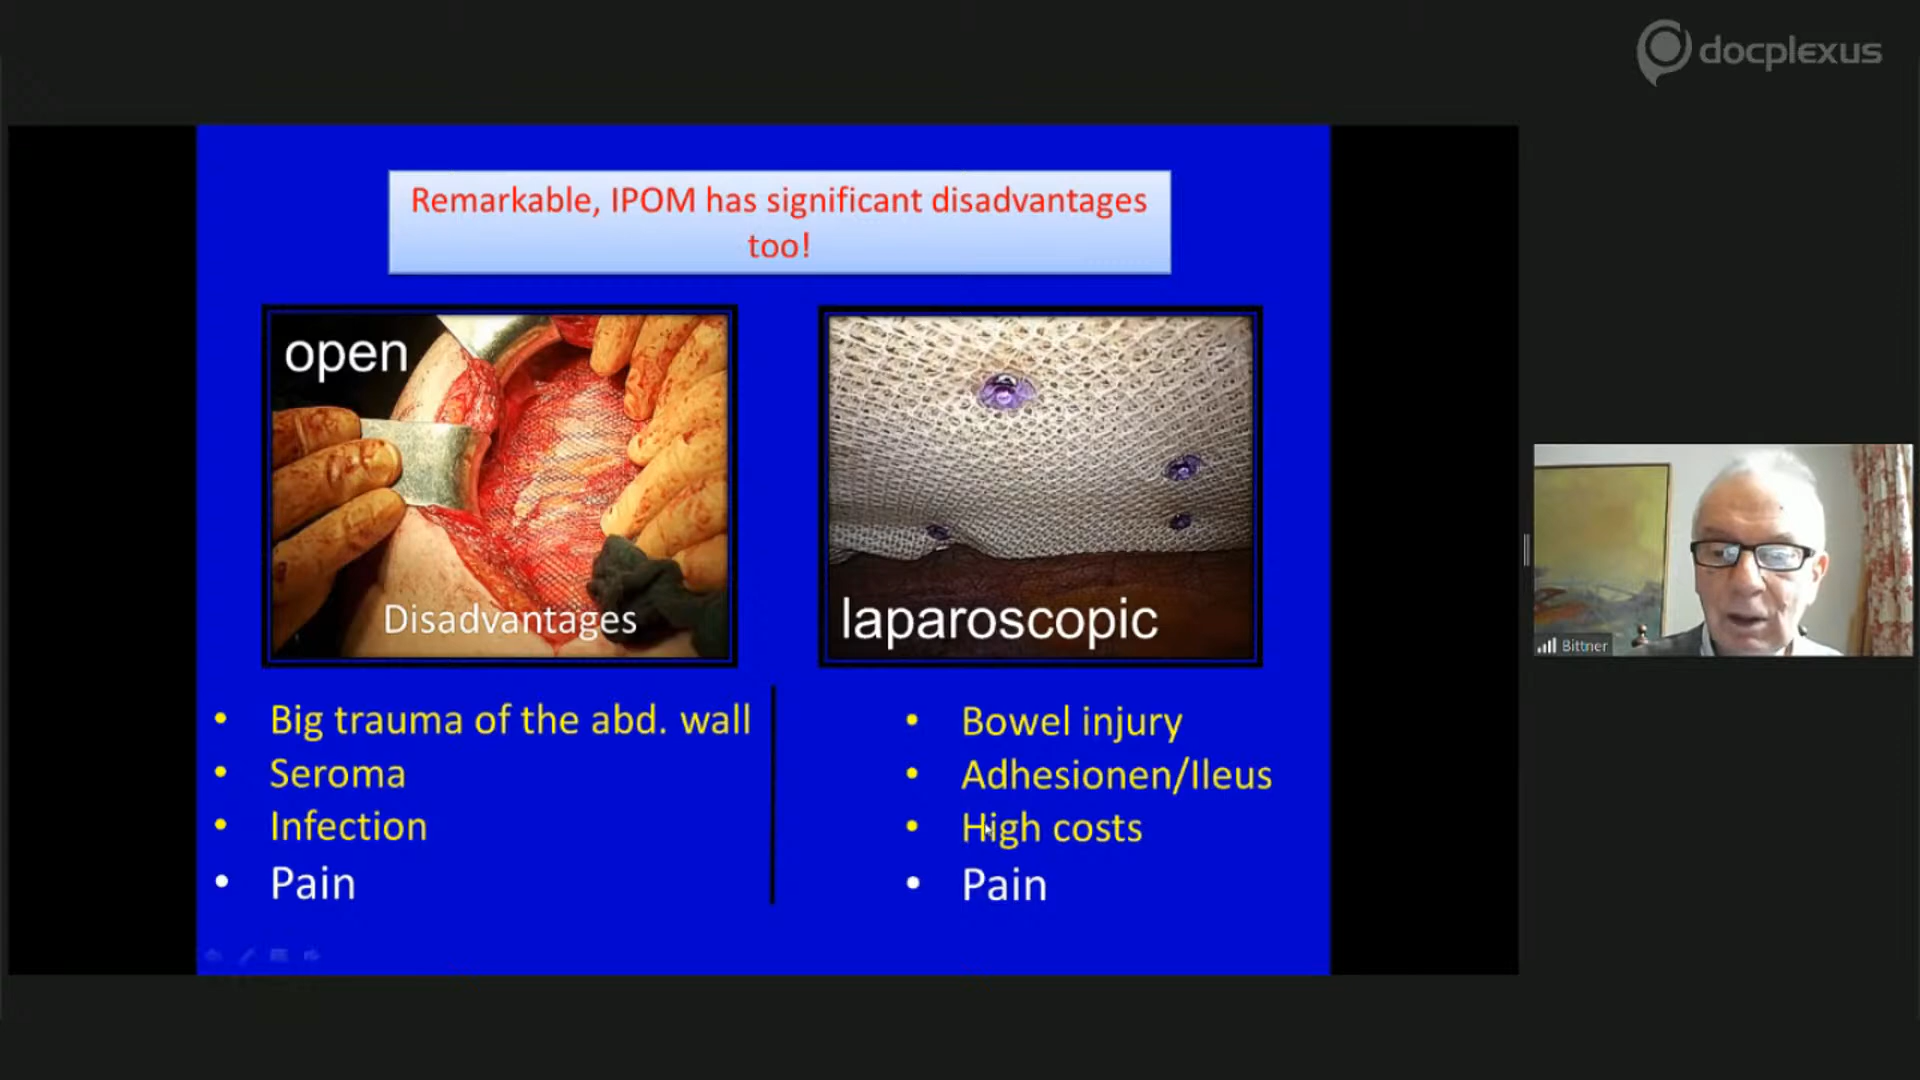 docplexus
Remarkable, IPOM has significant disadvantages
too!
open
Disadvantages
laparoscopic
• Big trauma of the abd. wall
• Seroma
• Infection
• Pain
• Bowel injury
• Adhesionen/Ileus
• High costs
• Pain
Bittner